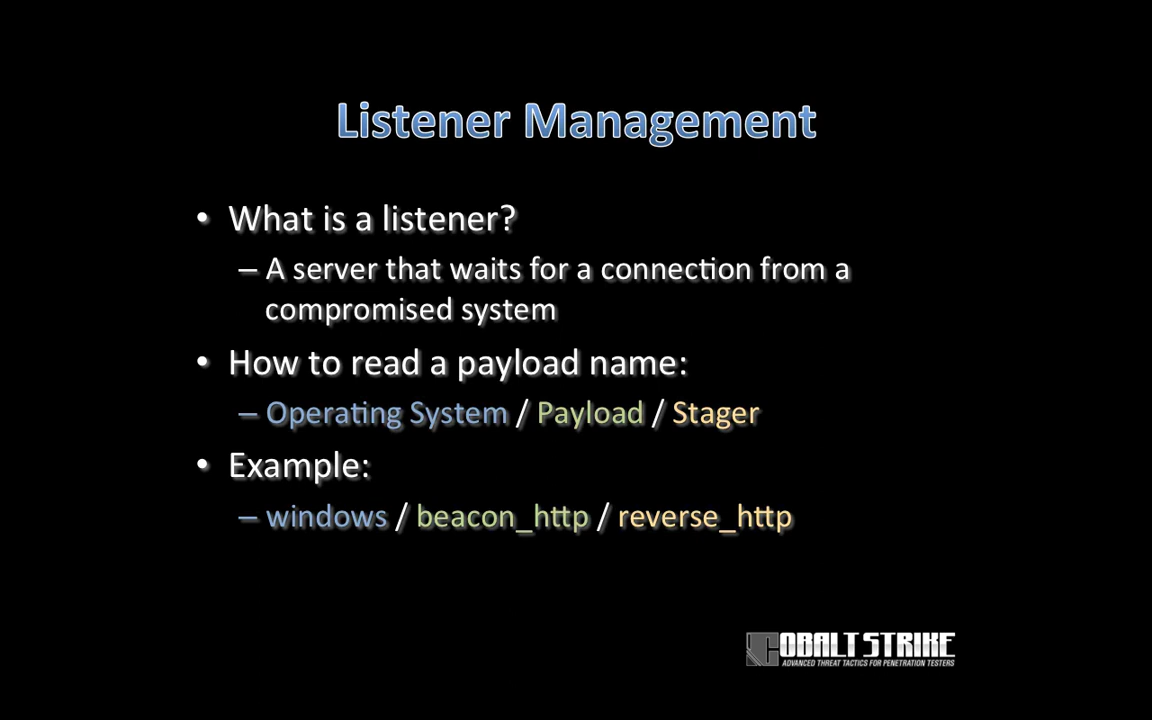 Listener Management
• What is a listener?
– A server that waits for a connection from a
compromised system
• How to read a payload name:
– Operating System / Payload / Stager
• Example:
– windows / beacon_http / reverse_http
COBALT STRIKE
ADVANCED THREAT TACTICS FOR PENETRATION TESTERS